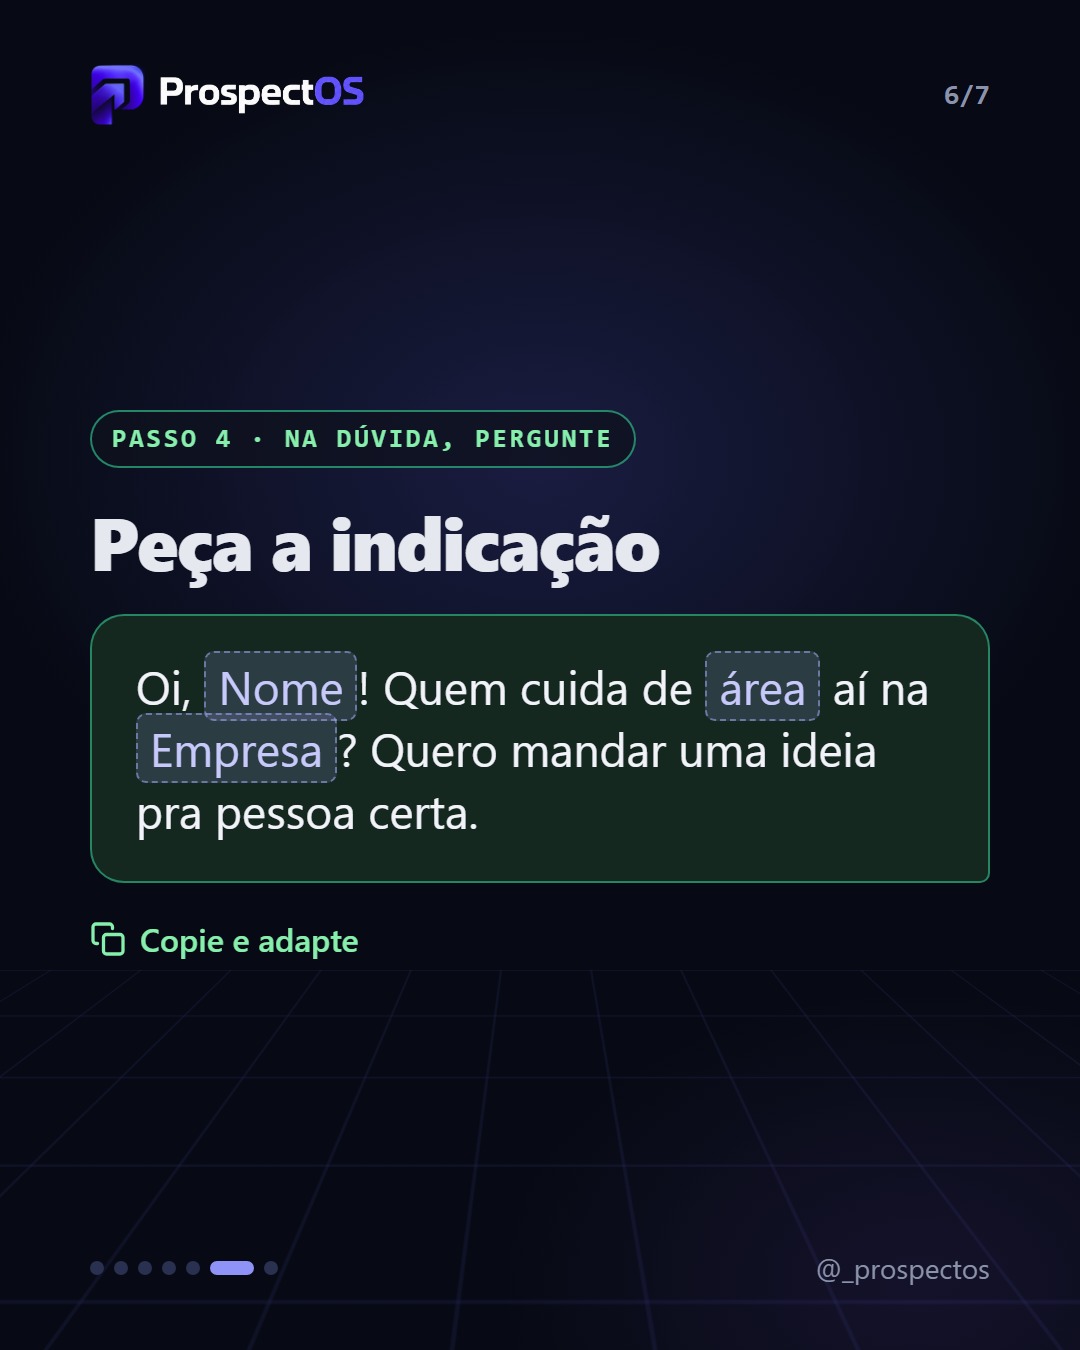 ProspectOS
6/7
PASSO 4 · NA DÚVIDA, PERGUNTE
Peça a indicação
Oi, Nome! Quem cuida de área aí na
Empresa? Quero mandar uma ideia
pra pessoa certa.
Copie e adapte
@_prospectos